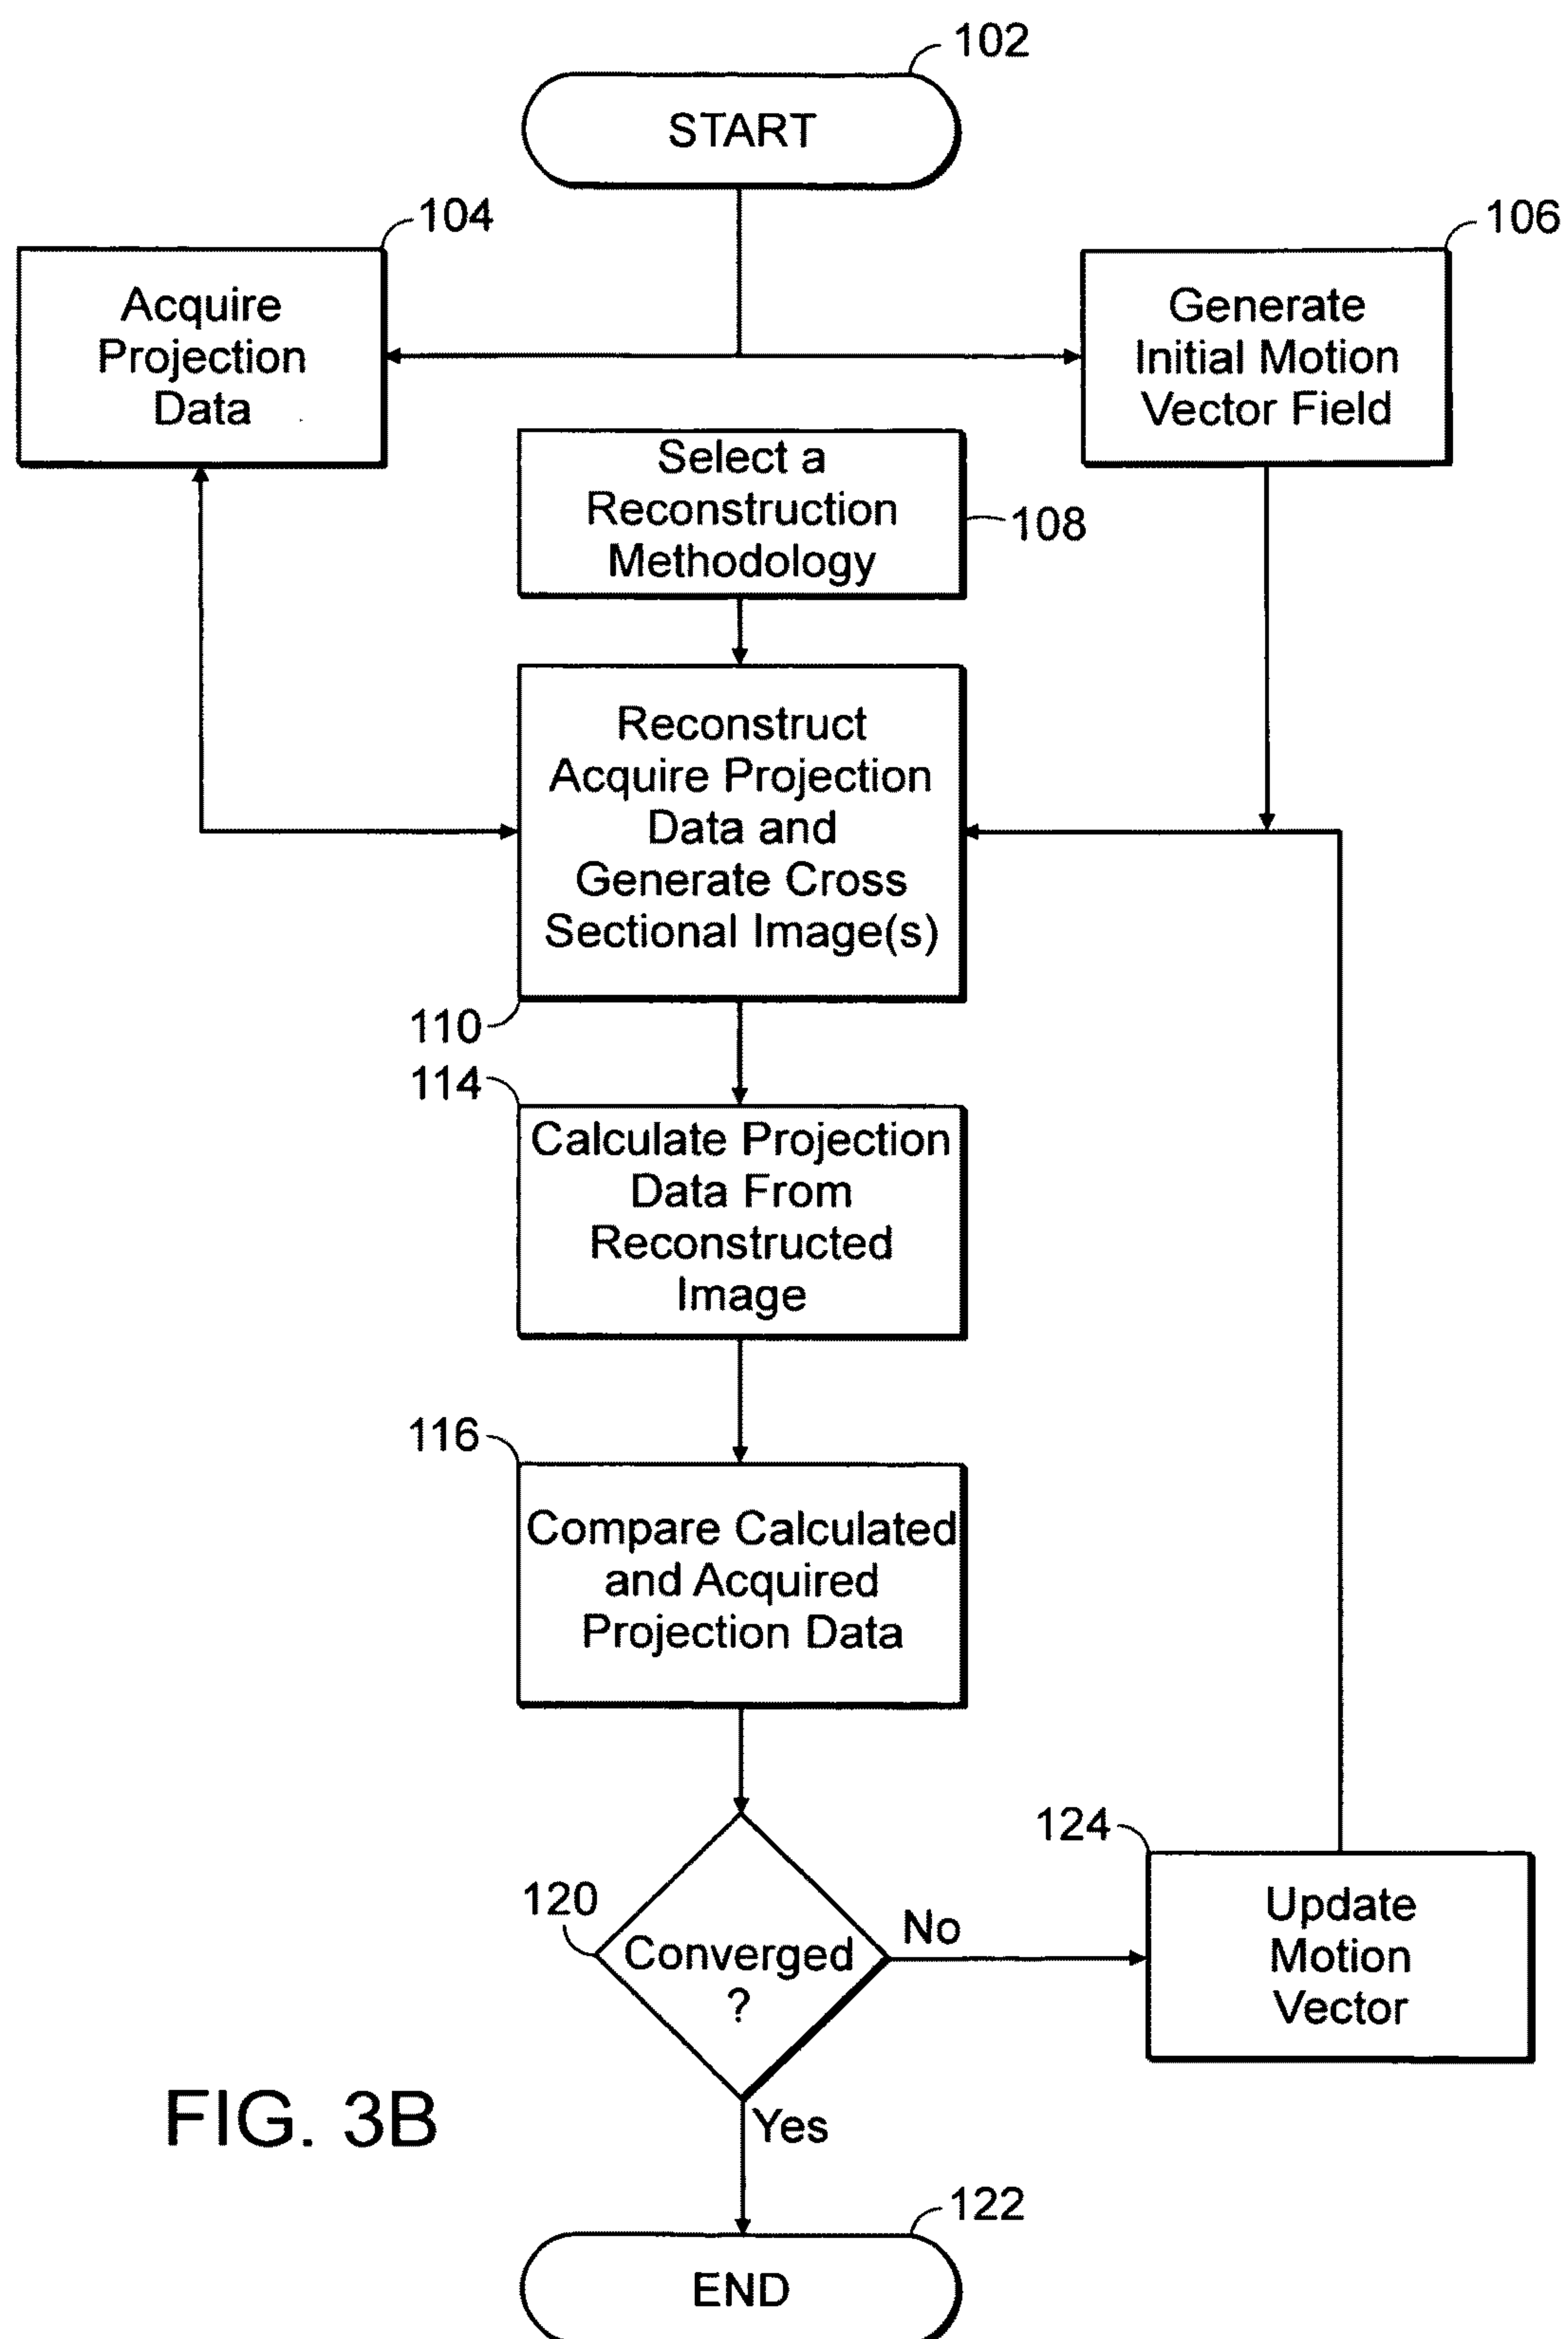 102
START
104
Acquire
Projection
Data
106
Generate
Initial Motion
Vector Field
Select a
Reconstruction
Methodology
108
Reconstruct
Acquire Projection
Data and
Generate Cross
Sectional Image(s)
110
114
Calculate Projection
Data From
Reconstructed
Image
116
Compare Calculated
and Acquired
Projection Data
120
Converged
?
No
124
Update
Motion
Vector
Yes
FIG. 3B
122
END